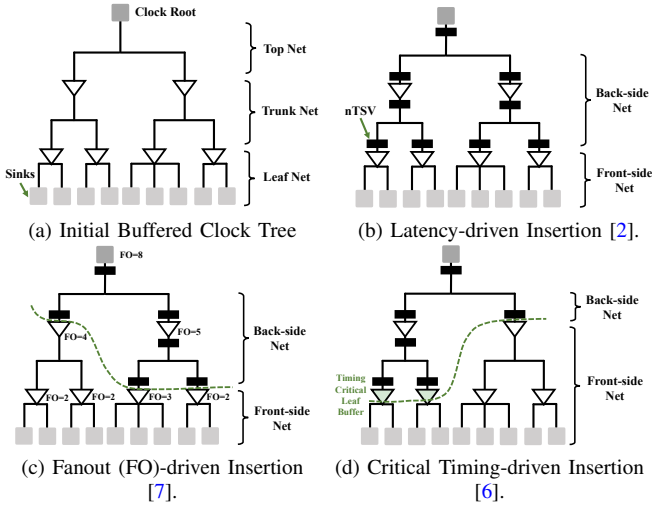 Clock Root
Top Net
Trunk Net
Leaf Net
Sinks
(a) Initial Buffered Clock Tree
nTSV
Back-side
Net
Front-side
Net
(b) Latency-driven Insertion [2].
FO=8
FO=4
FO=5
FO=2
FO=2
FO=3
FO=2
Back-side
Net
Front-side
Net
(c) Fanout (FO)-driven Insertion
[7].
Timing
Critical
Leaf
Buffer
Back-side
Net
Front-side
Net
(d) Critical Timing-driven Insertion
[6].